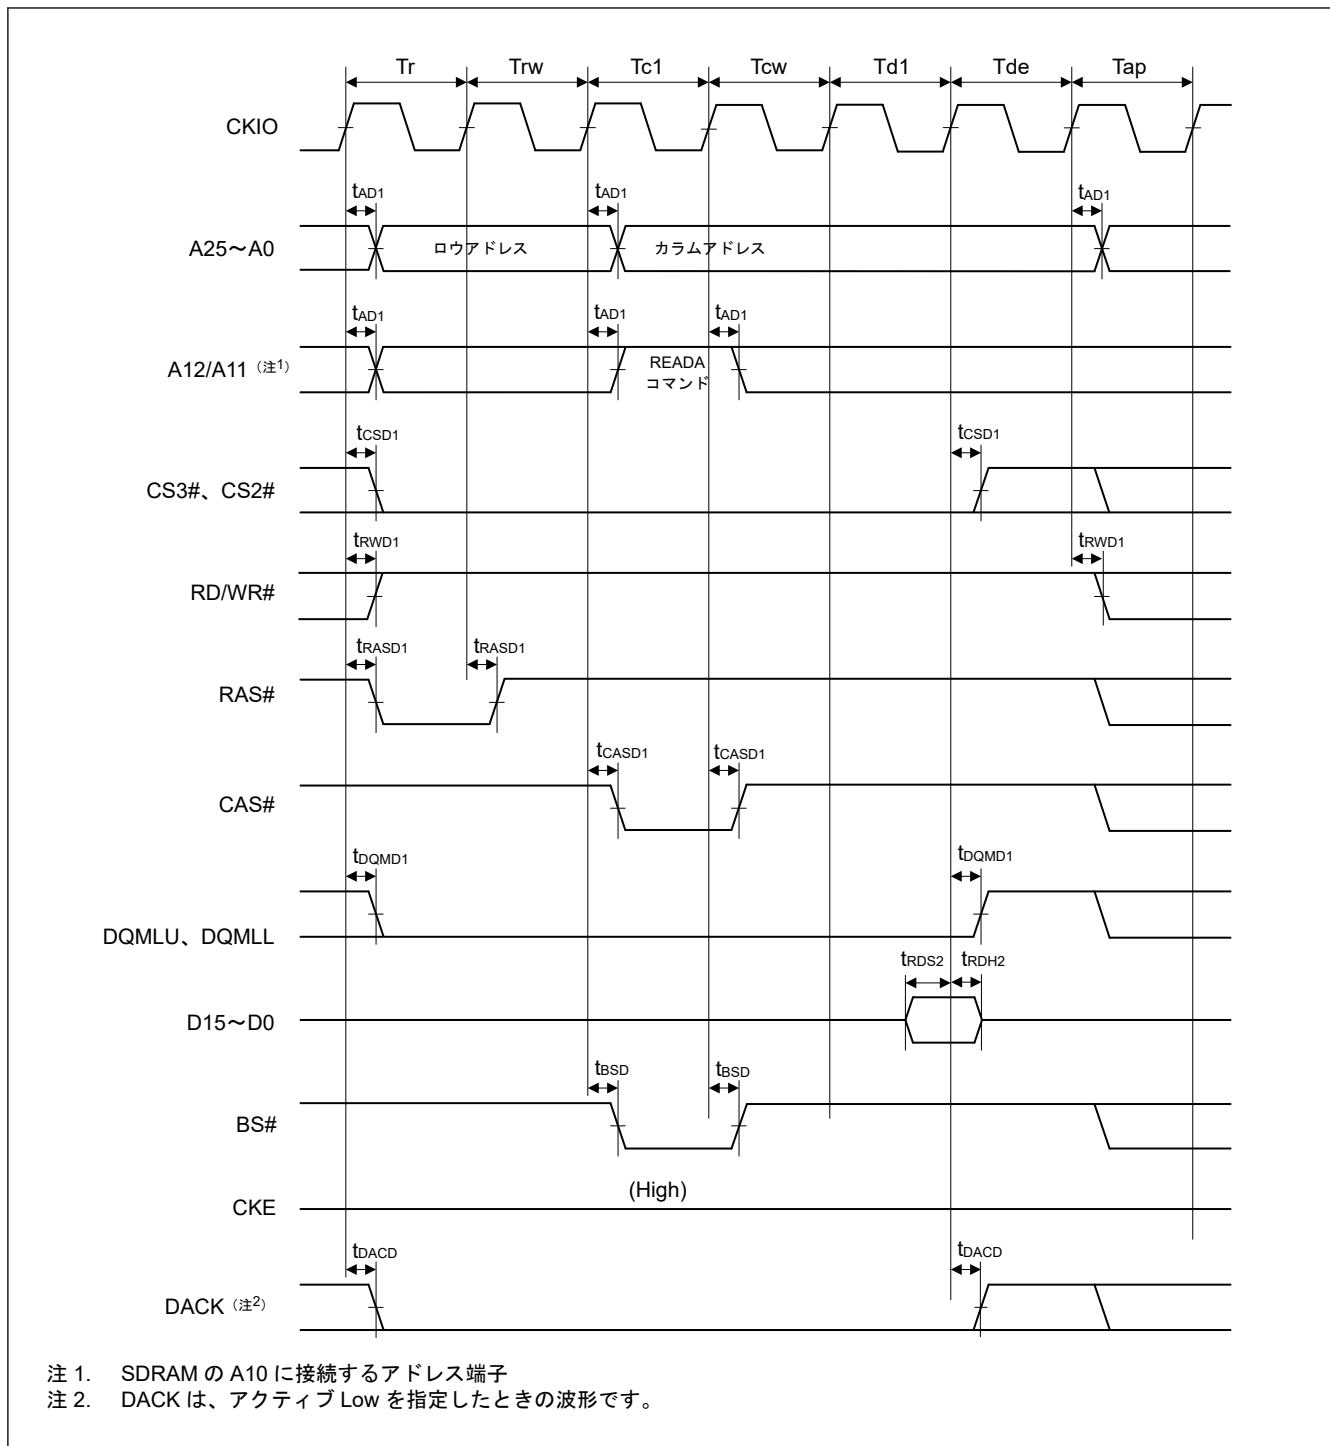 Tr Trw Tc1 Tcw Td1 Tde Tap
CKIO
tAD1 tAD1 tAD1
A25~A0 ロウアドレス カラムアドレス
tAD1 tAD1 tAD1
A12/A11（注1） READA
コマンド
tCSD1 tCSD1
CS3#、CS2#
tRWD1 tRWD1
RD/WR#
tRASD1 tRASD1
RAS#
tCASD1 tCASD1
CAS#
tDQMD1 tDQMD1
DQMLU、DQMLL
tRDS2 tRDH2
D15~D0
tBSD tBSD
BS#
(High)
CKE
tDACD tDACD
DACK（注2）
注 1. SDRAM の A10 に接続するアドレス端子
注 2. DACK は、アクティブ Low を指定したときの波形です。